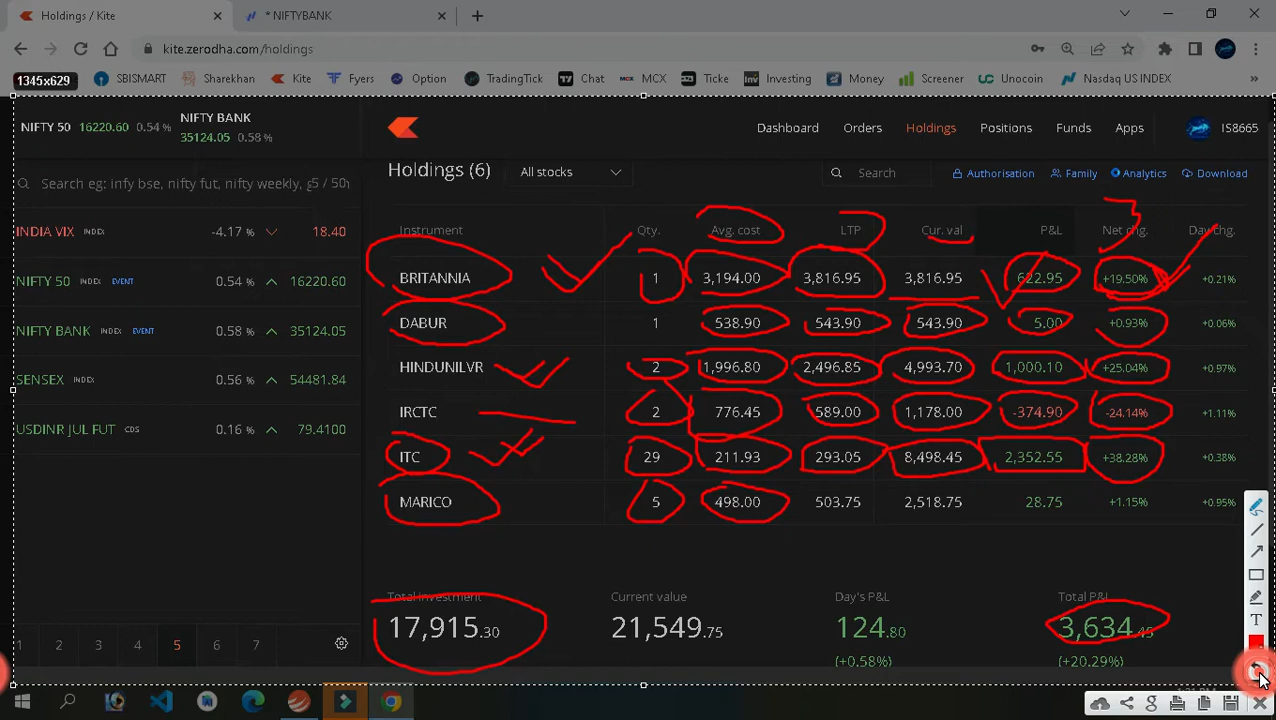 Holdings / Kite
* NIFTYBANK
kite.zerodha.com/holdings
1345x629
SBISMART Sharekhan Kite Fyers Option TradingTick Chat MCX Ticke Investing Money Screener Unocoin Nasdaq US INDEX »
NIFTY 50 16220.60 0.54 %
NIFTY BANK
35124.05 0.58 %
Dashboard Orders Holdings Positions Funds Apps IS8665
Holdings (6) All stocks Search Authorisation Family Analytics Download
Search eg: infy bse, nifty fut, nifty weekly, g 5 / 50
INDIA VIX INDEX -4.17 % 18.40
NIFTY 50 INDEX EVENT 0.54 % 16220.60
NIFTY BANK INDEX EVENT 0.58 % 35124.05
SENSEX INDEX 0.56 % 54481.84
USDINR JUL FUT CDS 0.16 % 79.4100
Instrument Qty. Avg. cost LTP Cur. val P&L Net chg. Day chg.
BRITANNIA 1 3,194.00 3,816.95 3,816.95 622.95 +19.50% +0.21%
DABUR 1 538.90 543.90 543.90 5.00 +0.93% +0.06%
HINDUNILVR 2 1,996.80 2,496.85 4,993.70 1,000.10 +25.04% +0.97%
IRCTC 2 776.45 589.00 1,178.00 -374.90 -24.14% +1.11%
ITC 29 211.93 293.05 8,498.45 2,352.55 +38.28% +0.38%
MARICO 5 498.00 503.75 2,518.75 28.75 +1.15% +0.95%
Total investment Current value Day's P&L Total P&L
17,915.30 21,549.75 124.80 3,634.45
(+0.58%) (+20.29%)
1 2 3 4 5 6 7